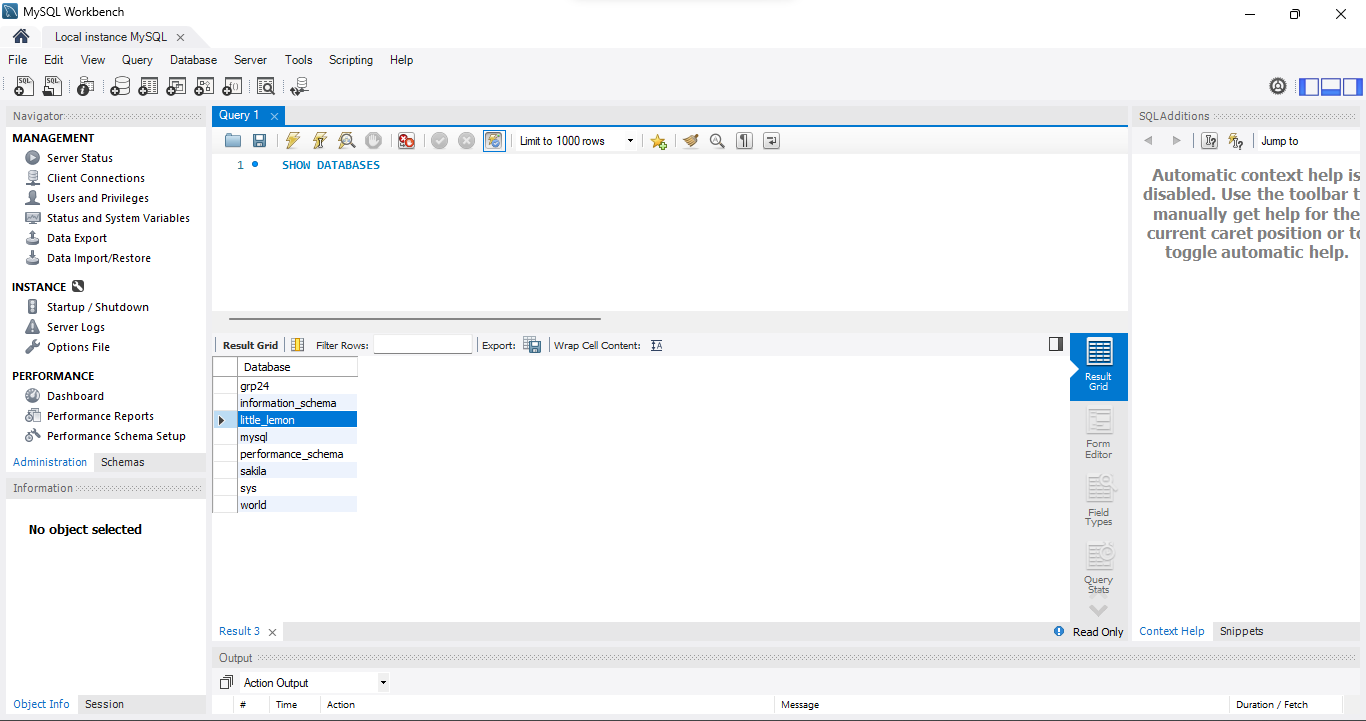 MySQL Workbench
Local instance MySQL
File Edit View Query Database Server Tools Scripting Help
Navigator
MANAGEMENT
Server Status
Client Connections
Users and Privileges
Status and System Variables
Data Export
Data Import/Restore
INSTANCE
Startup / Shutdown
Server Logs
Options File
PERFORMANCE
Dashboard
Performance Reports
Performance Schema Setup
Administration Schemas
Information
No object selected
Object Info Session
Query 1
Limit to 1000 rows
1 SHOW DATABASES
Result Grid Filter Rows: Export: Wrap Cell Content:
Database
grp24
information_schema
little_lemon
mysql
performance_schema
sakila
sys
world
Result
Grid
Form
Editor
Field
Types
Query
Stats
Result 3 Read Only
Output
Action Output
# Time Action Message Duration / Fetch
SQLAdditions
Jump to
Automatic context help is
disabled. Use the toolbar t
manually get help for the
current caret position or to
toggle automatic help.
Context Help Snippets